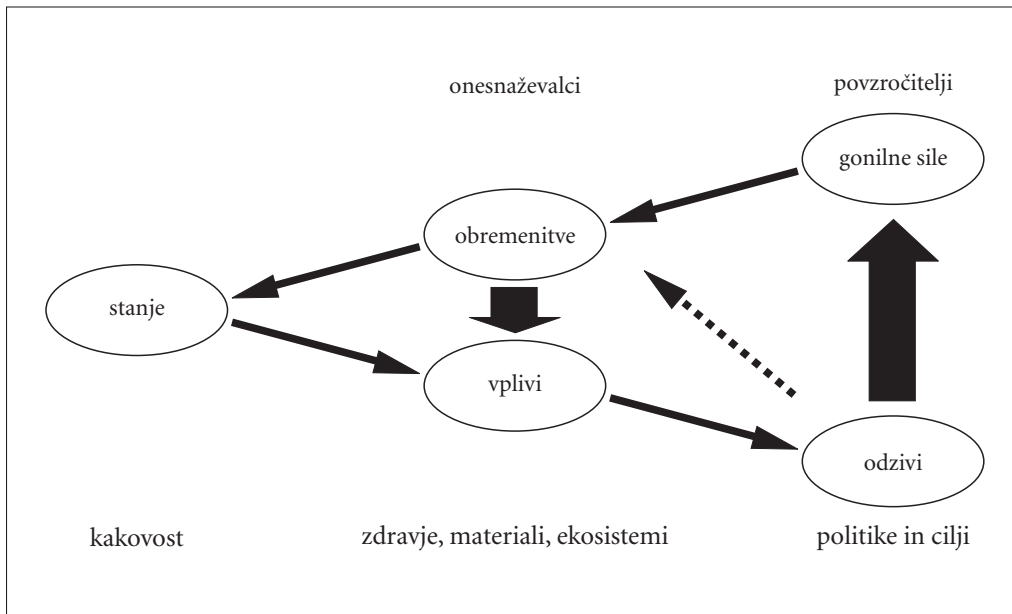 onesnaževalci
povzročitelji
gonilne sile
obremenitve
stanje
vplivi
odzivi
kakovost
zdravje, materiali, ekosistemi
politike in cilji